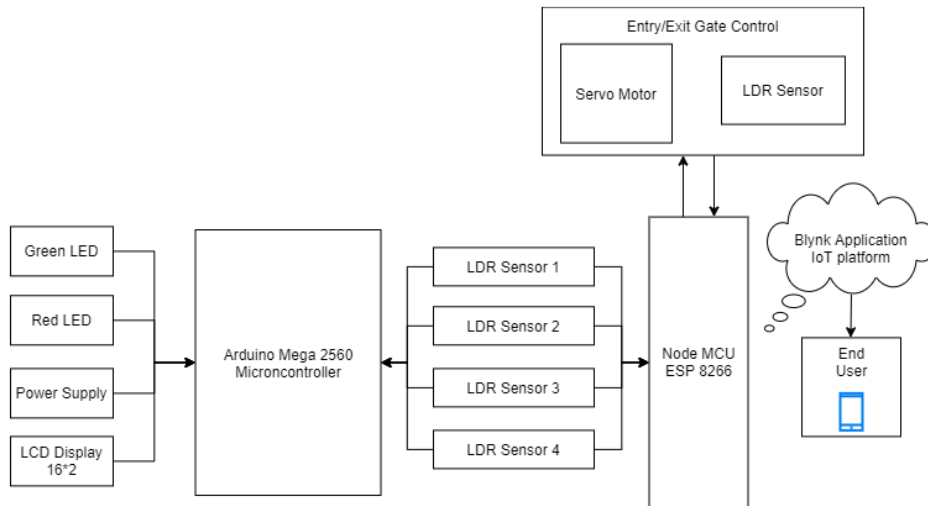 Entry/Exit Gate Control
Servo Motor
LDR Sensor
Green LED
Red LED
Power Supply
LCD Display
16*2
Arduino Mega 2560
Microncontroller
LDR Sensor 1
LDR Sensor 2
LDR Sensor 3
LDR Sensor 4
Node MCU
ESP 8266
Blynk Application
IoT platform
End
User